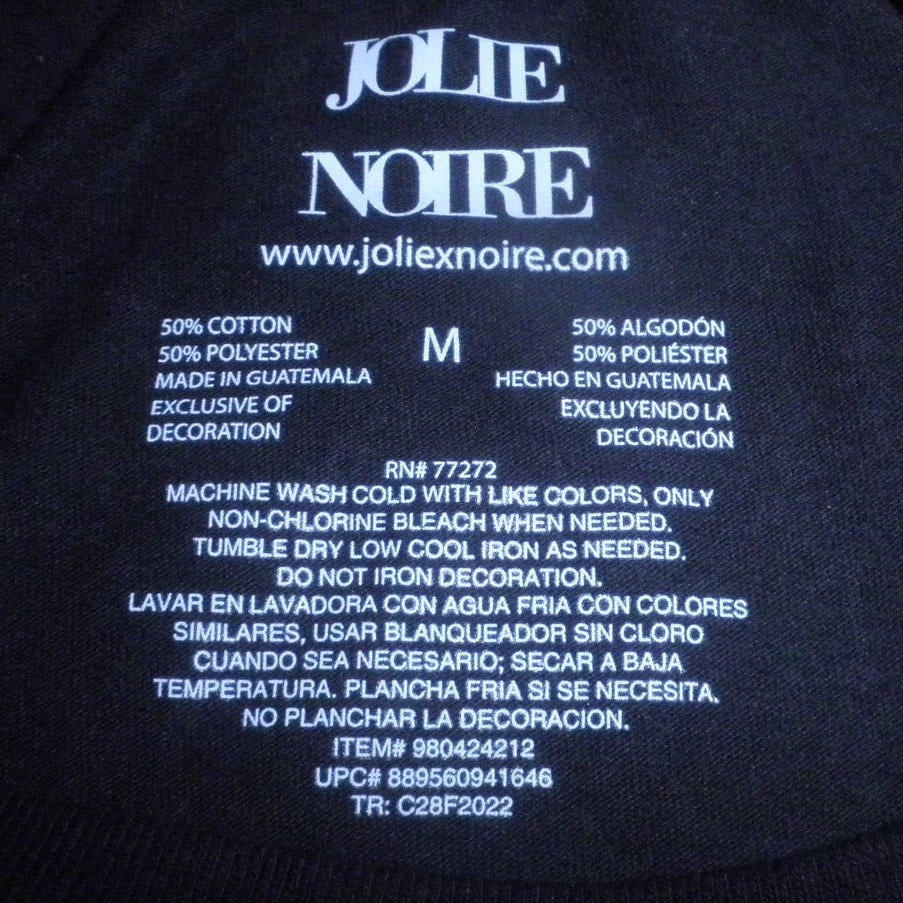 JOLIE
NOIRE
www.joliexnoire.com
50% COTTON
50% POLYESTER
MADE IN GUATEMALA
EXCLUSIVE OF
DECORATION
M
50% ALGODÓN
50% POLIÉSTER
HECHO EN GUATEMALA
EXCLUYENDO LA
DECORACIÓN
RN# 77272
MACHINE WASH COLD WITH LIKE COLORS, ONLY
NON-CHLORINE BLEACH WHEN NEEDED.
TUMBLE DRY LOW COOL IRON AS NEEDED.
DO NOT IRON DECORATION.
LAVAR EN LAVADORA CON AGUA FRIA CON COLORES
SIMILARES, USAR BLANQUEADOR SIN CLORO
CUANDO SEA NECESARIO; SECAR A BAJA
TEMPERATURA. PLANCHA FRIA SI SE NECESITA.
NO PLANCHAR LA DECORACION.
ITEM# 980424212
UPC# 889560941646
TR: C28F2022